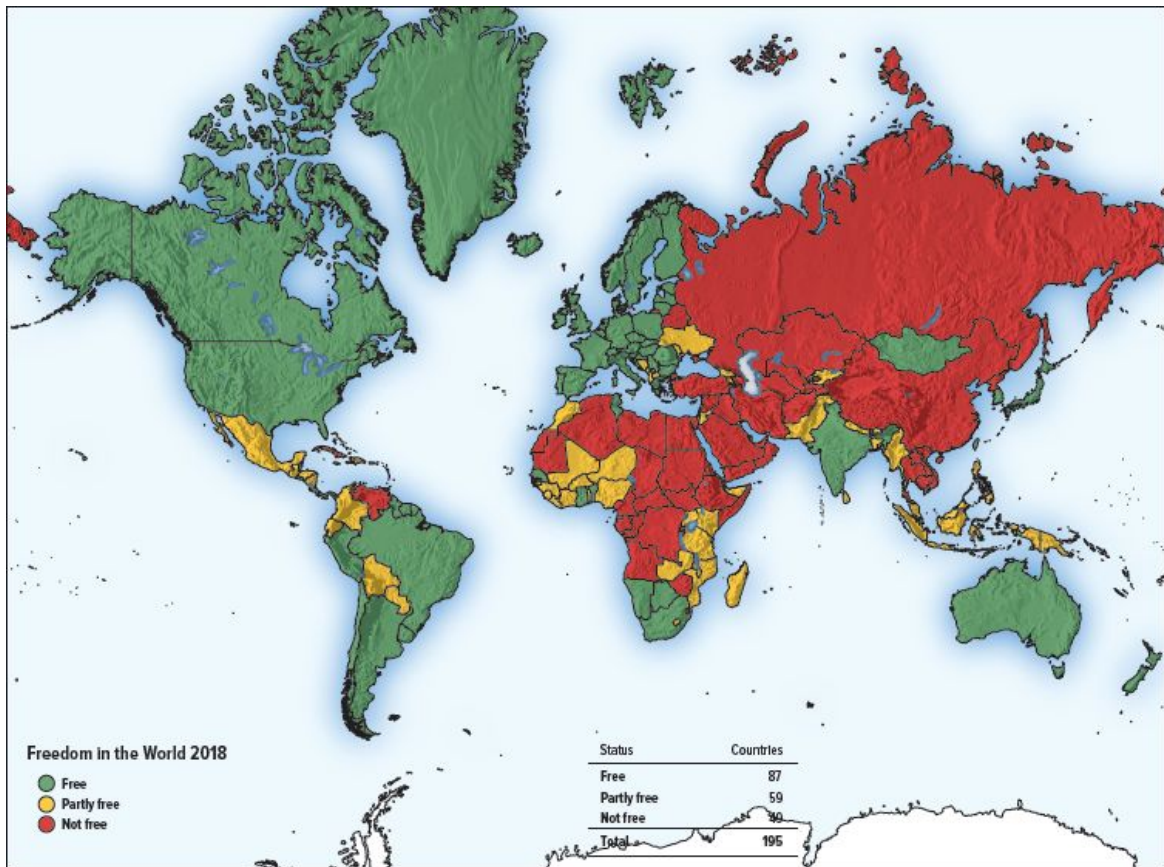 Freedom in the World 2018
Free
Partly free
Not free
Status Countries
Free 87
Partly free 59
Not free 49
Total 195